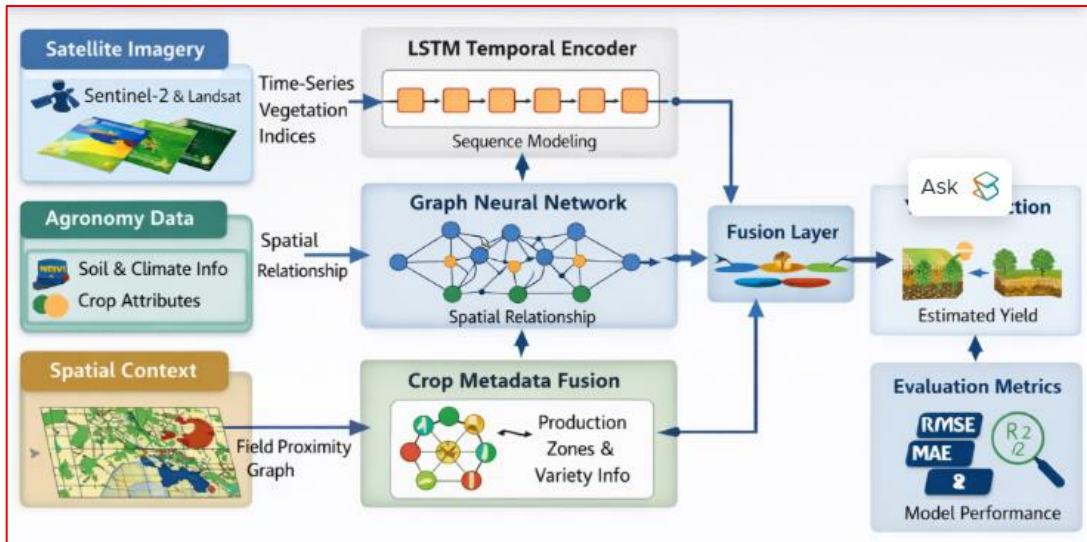 Satellite Imagery
Sentinel-2 & Landsat
Time-Series
Vegetation
Indices
LSTM Temporal Encoder
Sequence Modeling
Agronomy Data
Soil & Climate Info
Crop Attributes
Spatial
Relationship
Graph Neural Network
Spatial Relationship
Spatial Context
Field Proximity
Graph
Crop Metadata Fusion
Production
Zones &
Variety Info
Fusion Layer
Ask
Estimated Yield
Evaluation Metrics
RMSE
MAE
R2
Model Performance